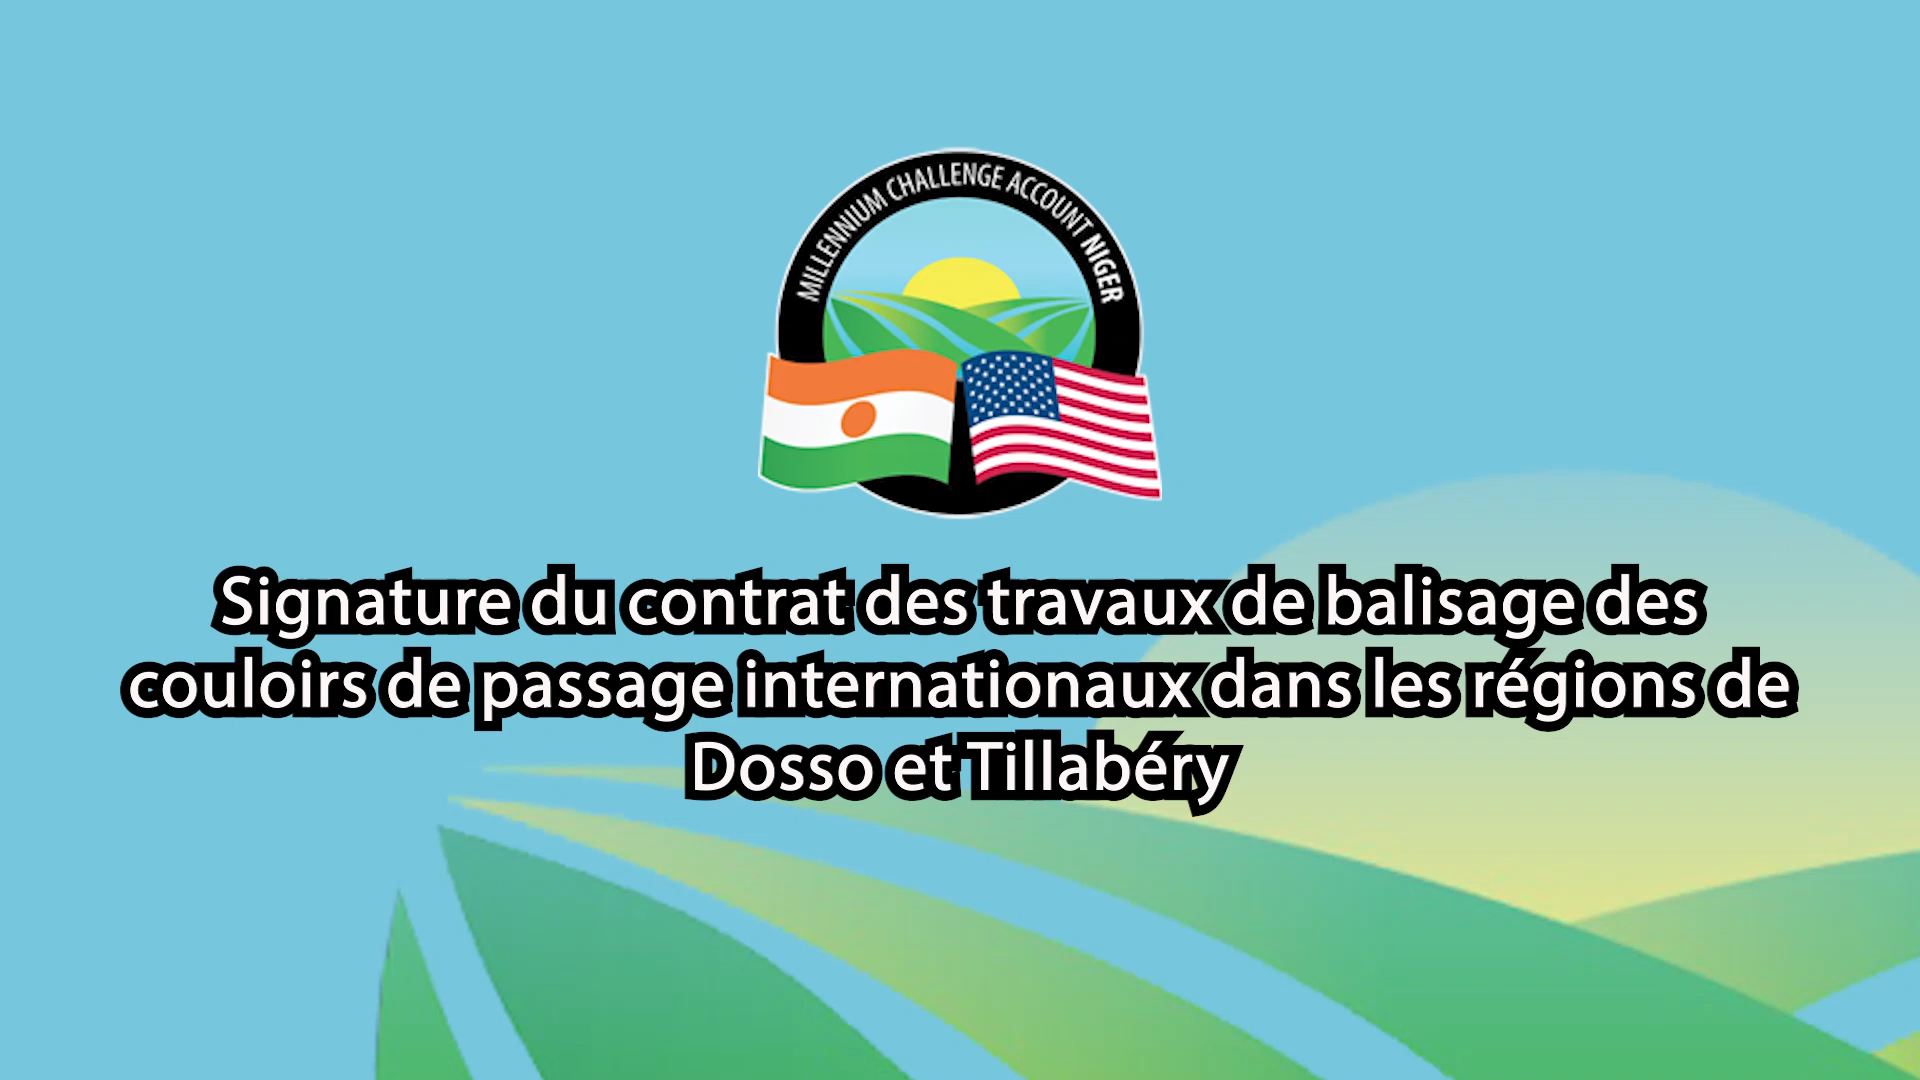 MILLENNIUM CHALLENGE ACCOUNT NIGER
Signature du contrat des travaux de balisage des
couloirs de passage internationaux dans les régions de
Dosso et Tillabéry